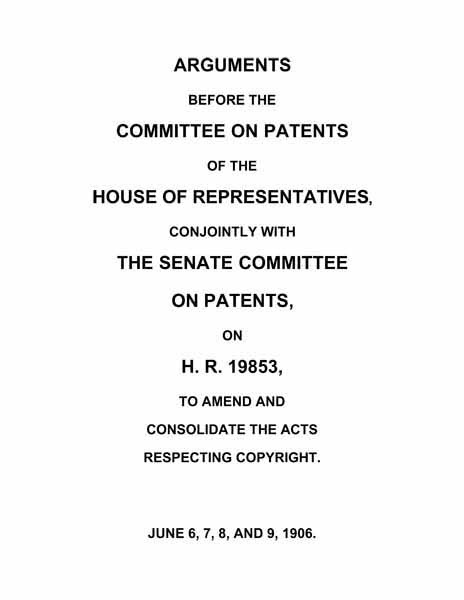 ARGUMENTS
BEFORE THE
COMMITTEE ON PATENTS
OF THE
HOUSE OF REPRESENTATIVES,
CONJOINTLY WITH
THE SENATE COMMITTEE
ON PATENTS,
ON
H. R. 19853,
TO AMEND AND
CONSOLIDATE THE ACTS
RESPECTING COPYRIGHT.
JUNE 6, 7, 8, AND 9, 1906.